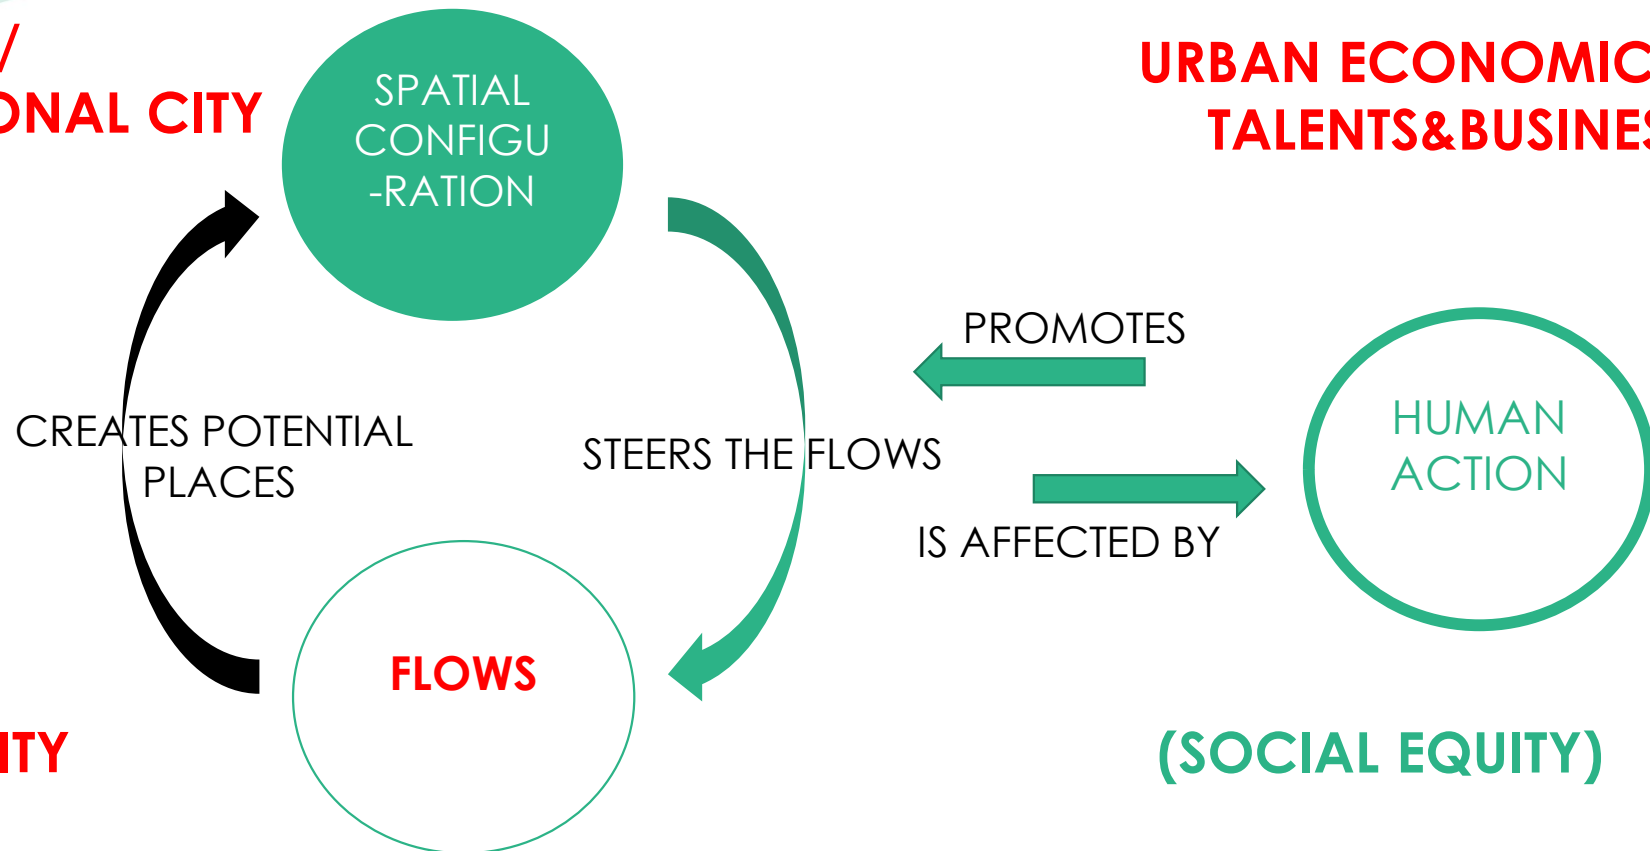 ONAL CITY
SPATIAL
CONFIGU
-RATION
URBAN ECONOMIC
TALENTS&BUSINES
PROMOTES
CREATES POTENTIAL
PLACES
STEERS THE FLOWS
HUMAN
ACTION
IS AFFECTED BY
FLOWS
ITY
(SOCIAL EQUITY)